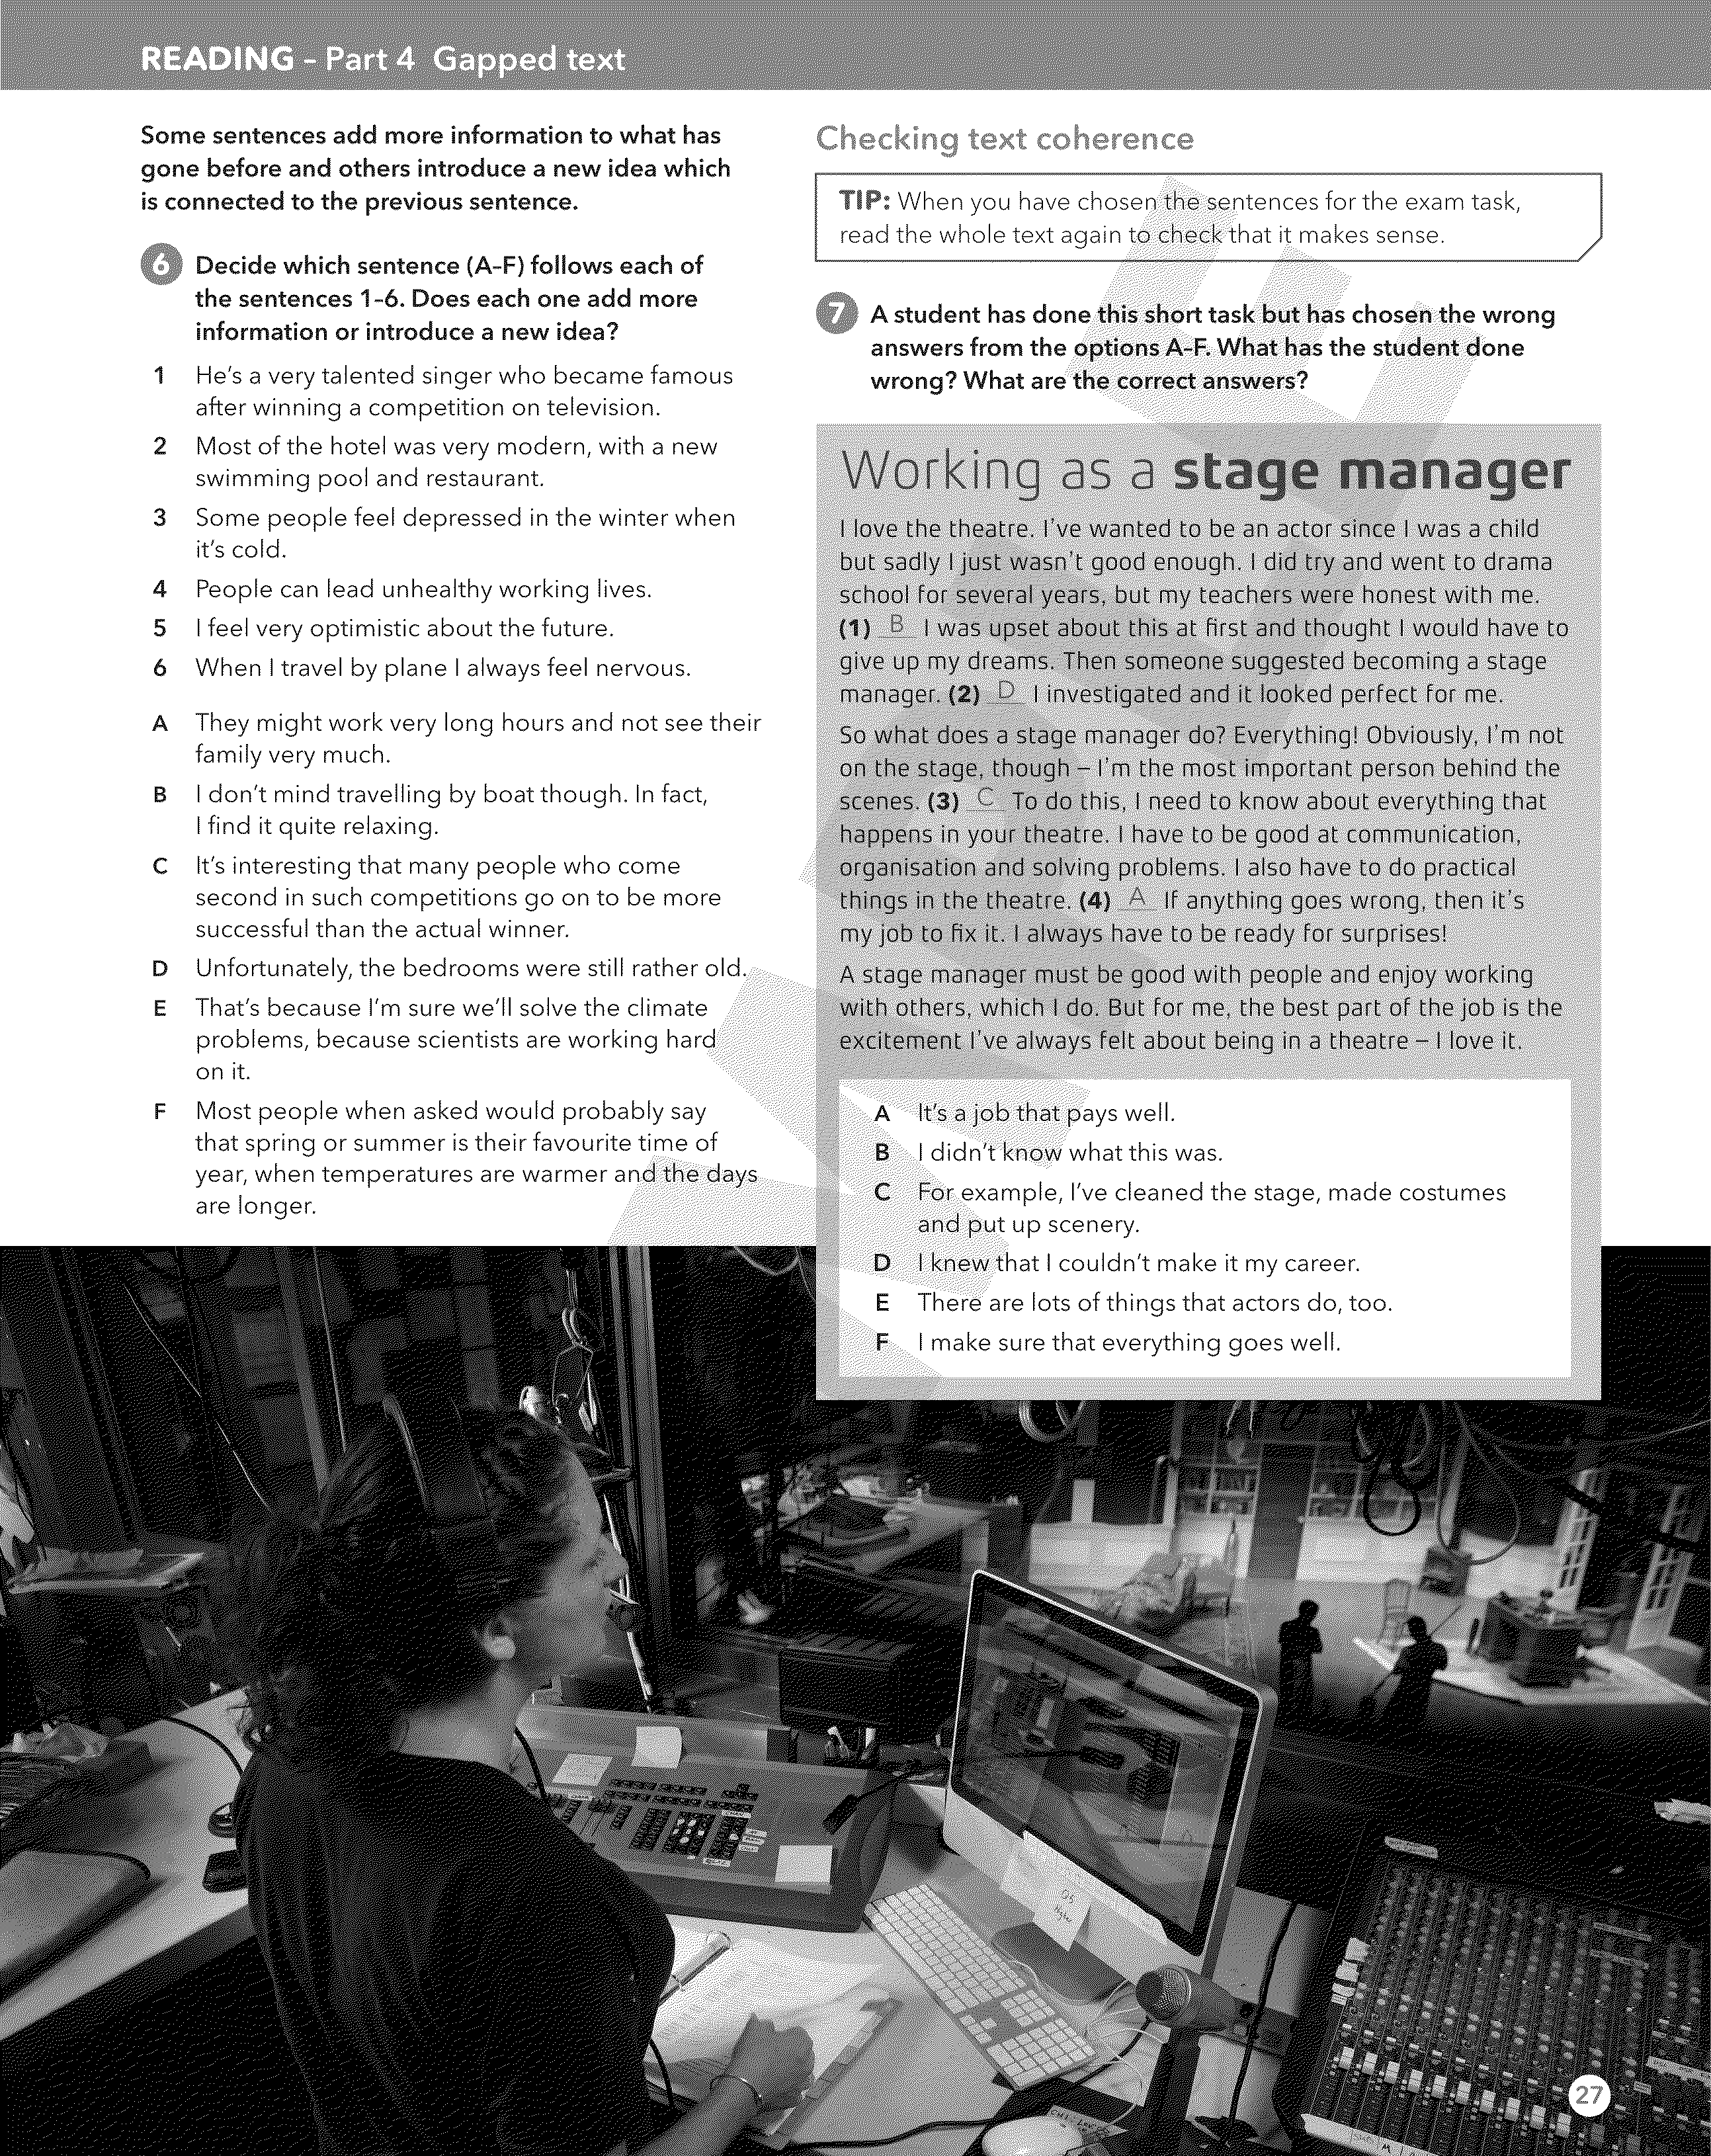 READING – Part 4 Gapped text
Some sentences add more information to what has
gone before and others introduce a new idea which
is connected to the previous sentence.
6 Decide which sentence (A–F) follows each of
the sentences 1–6. Does each one add more
information or introduce a new idea?
1 He's a very talented singer who became famous
after winning a competition on television.
2 Most of the hotel was very modern, with a new
swimming pool and restaurant.
3 Some people feel depressed in the winter when
it's cold.
4 People can lead unhealthy working lives.
5 I feel very optimistic about the future.
6 When I travel by plane I always feel nervous.
A They might work very long hours and not see their
family very much.
B I don't mind travelling by boat though. In fact,
I find it quite relaxing.
C It's interesting that many people who come
second in such competitions go on to be more
successful than the actual winner.
D Unfortunately, the bedrooms were still rather old.
E That's because I'm sure we'll solve the climate
problems, because scientists are working hard
on it.
F Most people when asked would probably say
that spring or summer is their favourite time of
year, when temperatures are warmer and the days
are longer.
Checking text coherence
TIP: When you have chosen the sentences for the exam task,
read the whole text again to check that it makes sense.
7 A student has done this short task but has chosen the wrong
answers from the options A–F. What has the student done
wrong? What are the correct answers?
Working as a stage manager
I love the theatre. I've wanted to be an actor since I was a child
but sadly I just wasn't good enough. I did try and went to drama
school for several years, but my teachers were honest with me.
(1) B I was upset about this at first and thought I would have to
give up my dreams. Then someone suggested becoming a stage
manager. (2) D I investigated and it looked perfect for me.
So what does a stage manager do? Everything! Obviously, I'm not
on the stage, though – I'm the most important person behind the
scenes. (3) C To do this, I need to know about everything that
happens in your theatre. I have to be good at communication,
organisation and solving problems. I also have to do practical
things in the theatre. (4) A If anything goes wrong, then it's
my job to fix it. I always have to be ready for surprises!
A stage manager must be good with people and enjoy working
with others, which I do. But for me, the best part of the job is the
excitement I've always felt about being in a theatre – I love it.
A It's a job that pays well.
B I didn't know what this was.
C For example, I've cleaned the stage, made costumes
and put up scenery.
D I knew that I couldn't make it my career.
E There are lots of things that actors do, too.
F I make sure that everything goes well.
27